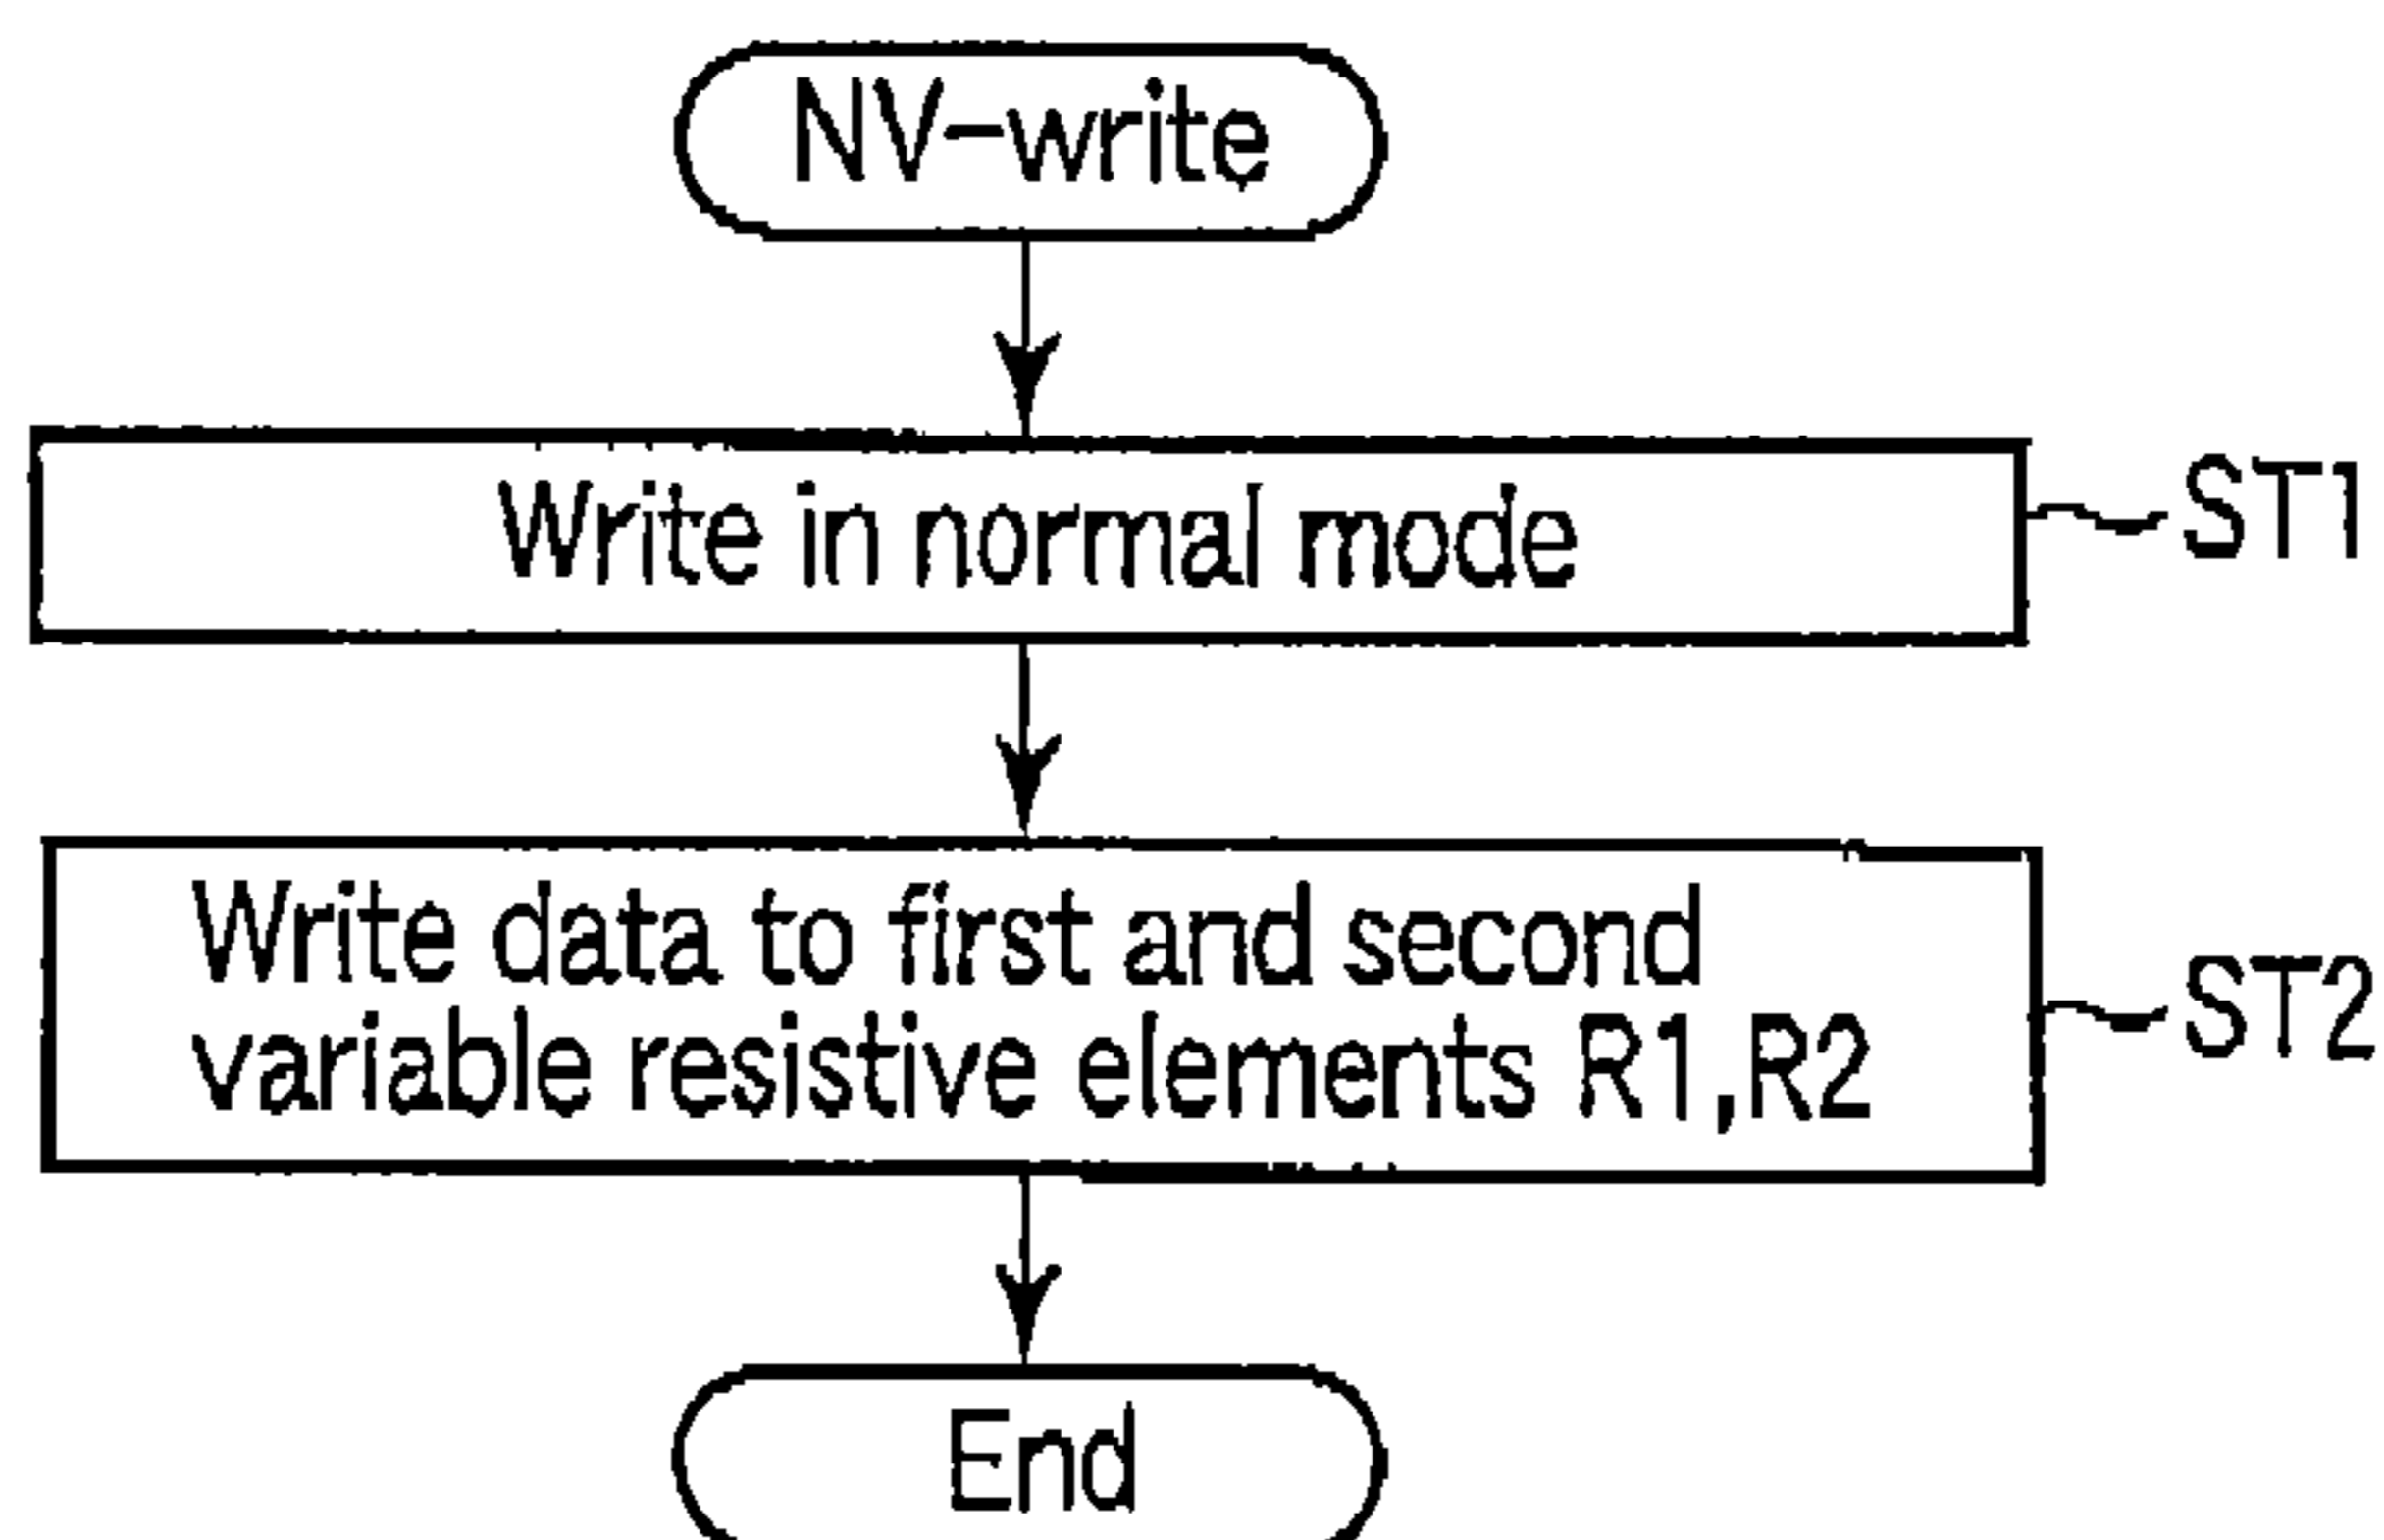 NV-write
Write in normal mode
ST1
Write data to first and second
variable resistive elements R1,R2
ST2
End